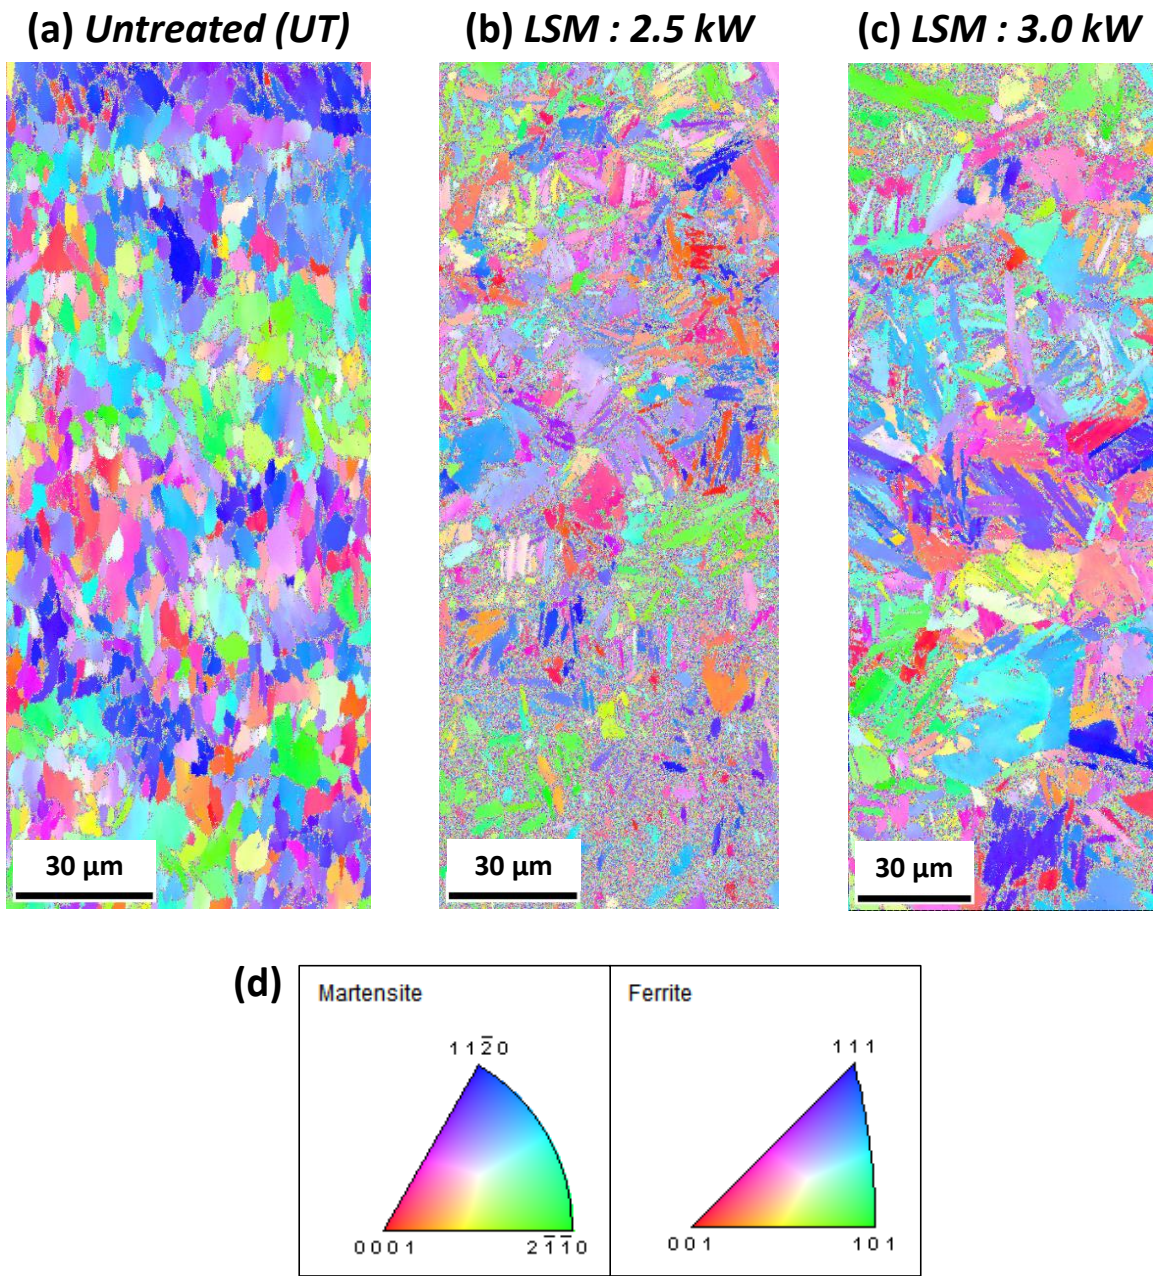 (a) Untreated (UT)
(b) LSM : 2.5 kW
(c) LSM : 3.0 kW
30 µm
30 µm
30 µm
(d)
Martensite
Ferrite
1 1 2̅ 0
1 1 1
0 0 0 1
2 1̅ 1̅ 0
0 0 1
1 0 1